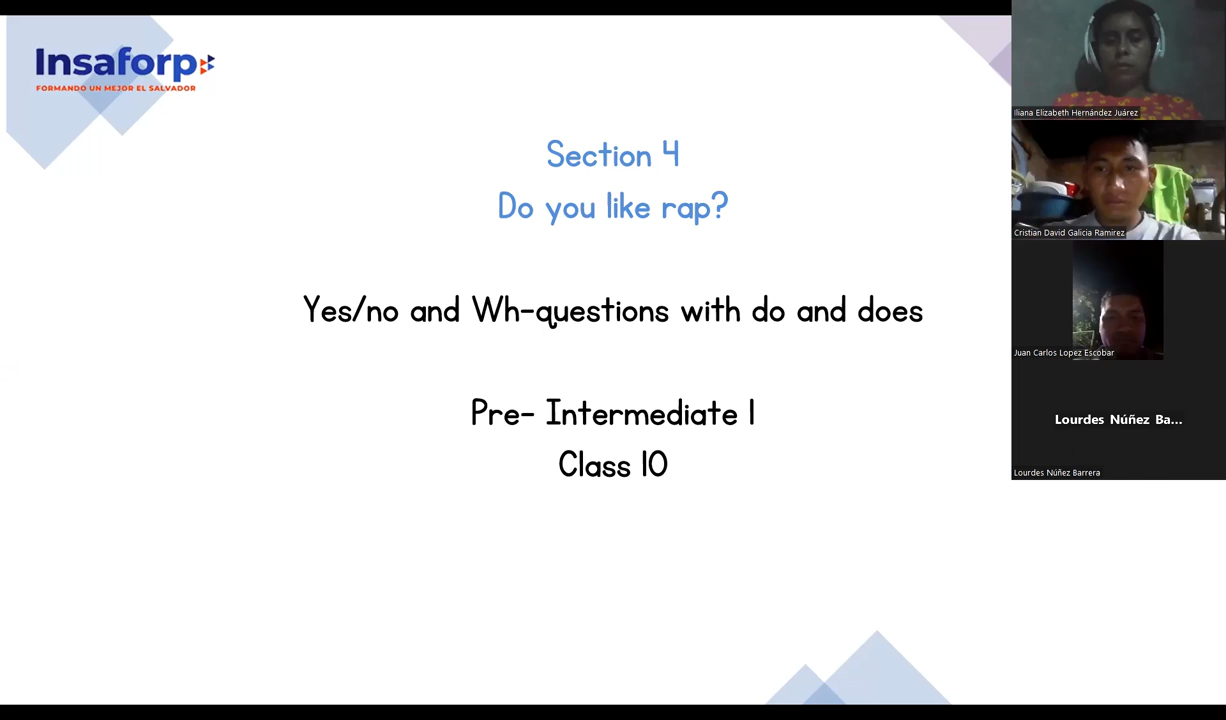 Insaforp
FORMANDO UN MEJOR EL SALVADOR
Section 4
Do you like rap?
Yes/no and Wh-questions with do and does
Pre- Intermediate 1
Class 10
Iliana Elizabeth Hernández Juárez
Cristian David Galicia Ramirez
Juan Carlos Lopez Escobar
Lourdes Núñez Ba...
Lourdes Núñez Barrera